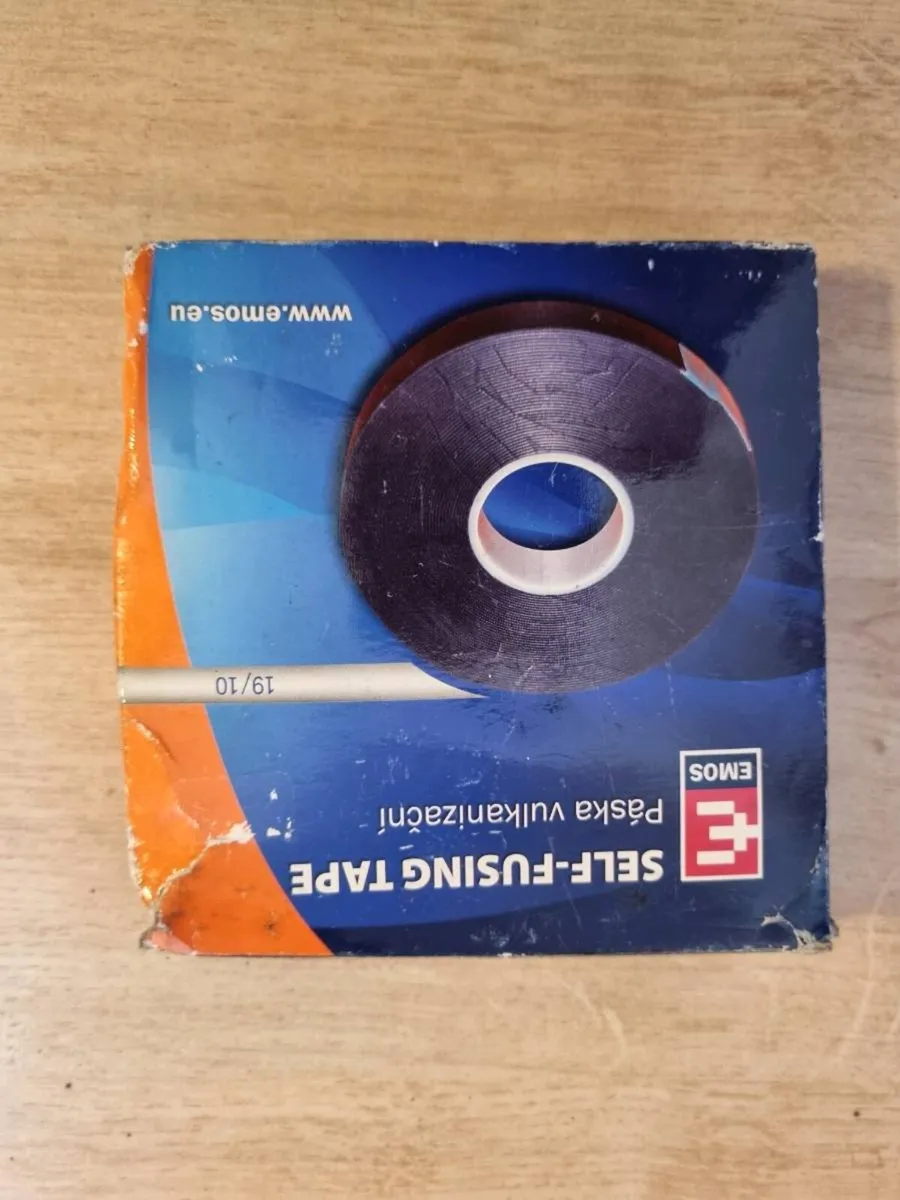 EMOS
SELF-FUSING TAPE
Páska vulkanizační
19/10
www.emos.eu